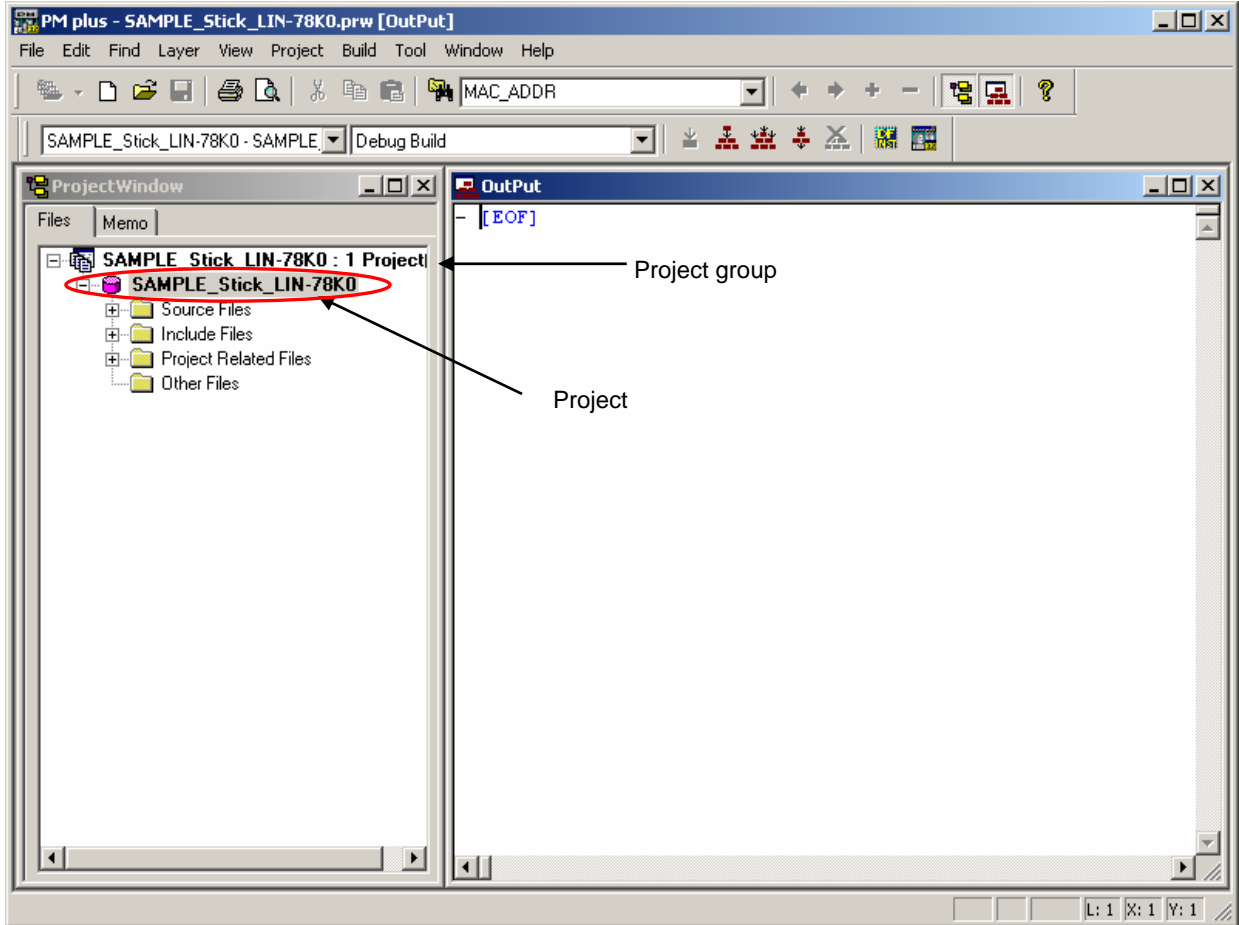 PM plus - SAMPLE_Stick_LIN-78K0.prw [OutPut]
File Edit Find Layer View Project Build Tool Window Help
MAC_ADDR
SAMPLE_Stick_LIN-78K0 - SAMPLE_ Debug Build
ProjectWindow
OutPut
Files Memo
[EOF]
SAMPLE_Stick_LIN-78K0 : 1 Project
Project group
SAMPLE_Stick_LIN-78K0
Source Files
Include Files
Project Related Files
Other Files
Project
L: 1 X: 1 Y: 1